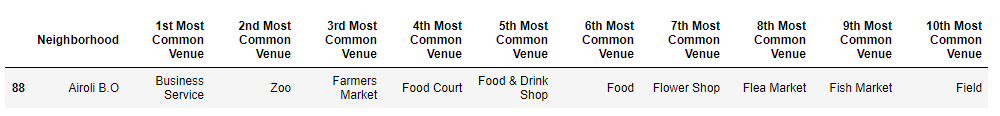 Neighborhood 1st Most Common Venue 2nd Most Common Venue 3rd Most Common Venue 4th Most Common Venue 5th Most Common Venue 6th Most Common Venue 7th Most Common Venue 8th Most Common Venue 9th Most Common Venue 10th Most Common Venue
88 Airoli B.O Business Service Zoo Farmers Market Food Court Food & Drink Shop Food Flower Shop Flea Market Fish Market Field